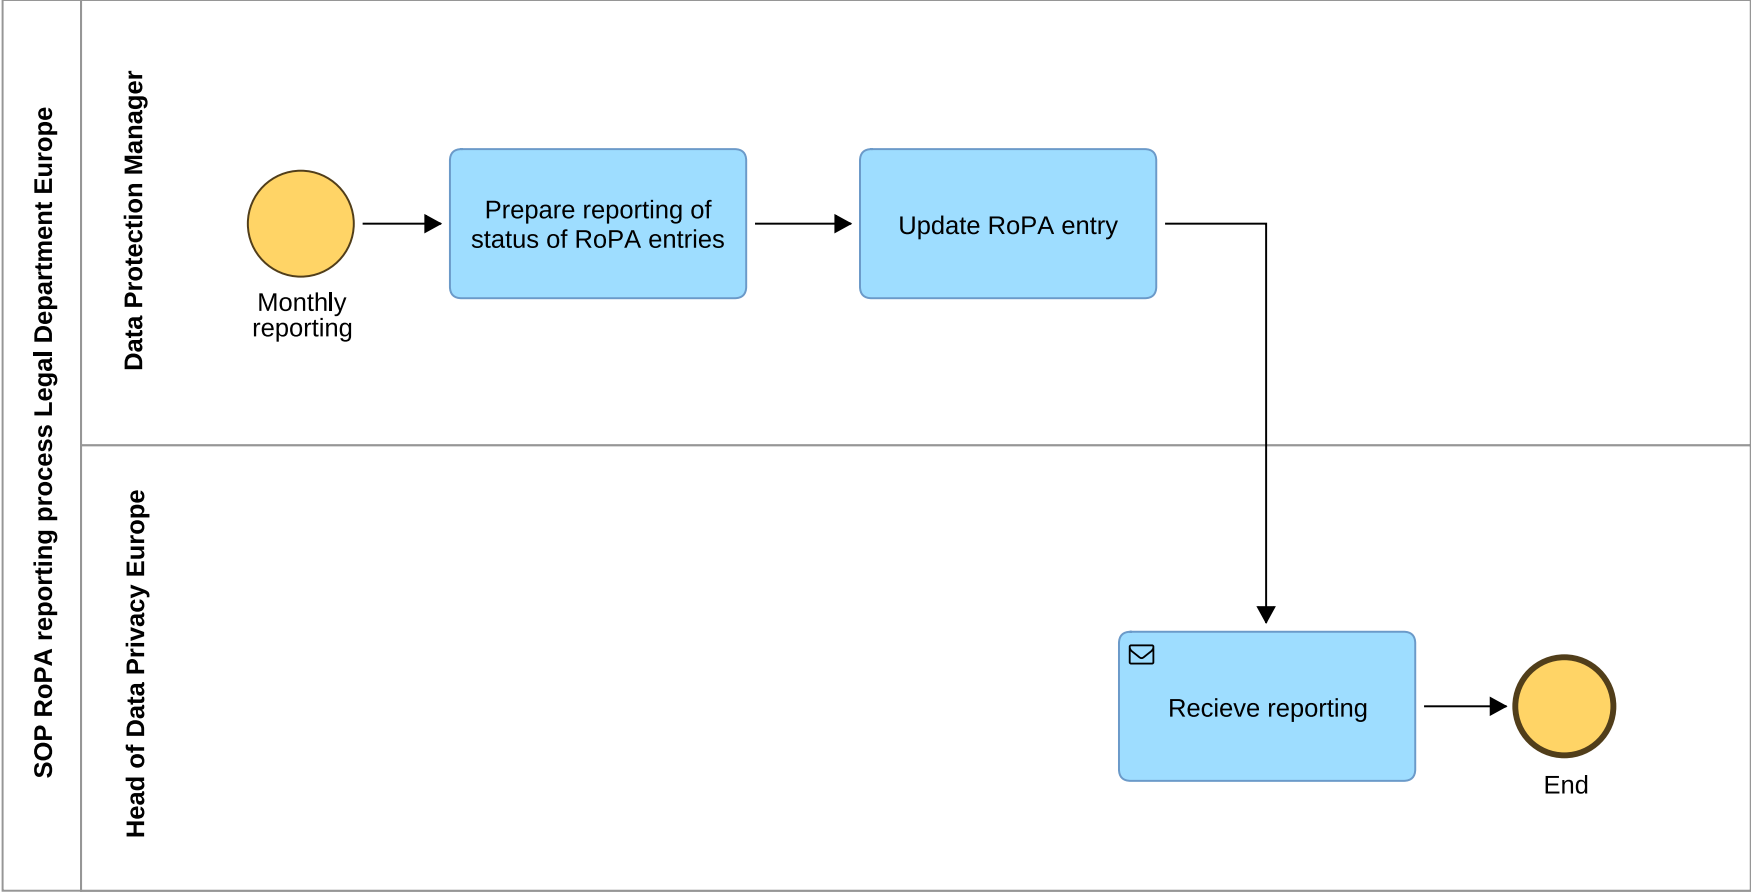 SOP RoPA reporting process Legal Department Europe
Data Protection Manager
Monthly
reporting
Prepare reporting of
status of RoPA entries
Update RoPA entry
Head of Data Privacy Europe
Recieve reporting
End